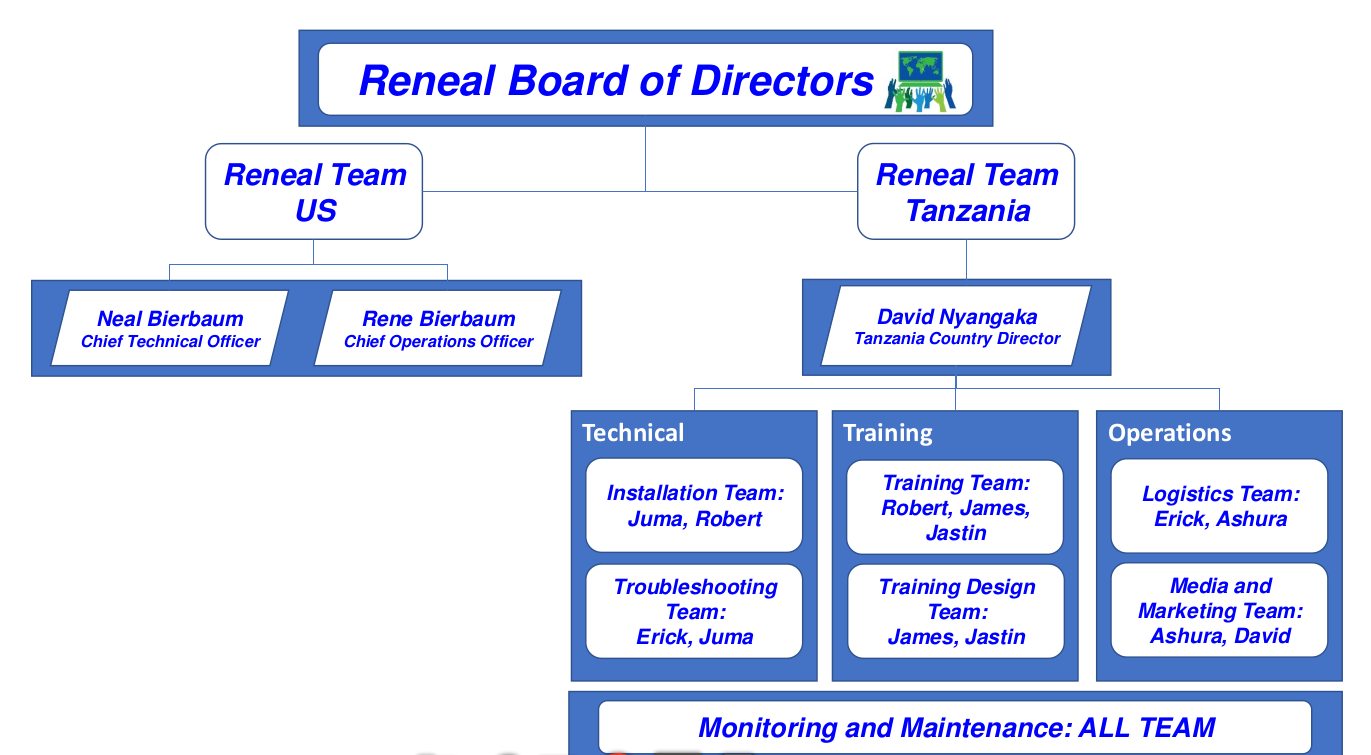 Reneal Board of Directors
Reneal Team
US
Reneal Team
Tanzania
Neal Bierbaum
Chief Technical Officer
Rene Bierbaum
Chief Operations Officer
David Nyangaka
Tanzania Country Director
Technical
Installation Team:
Juma, Robert
Troubleshooting
Team:
Erick, Juma
Training
Training Team:
Robert, James,
Jastin
Training Design
Team:
James, Jastin
Operations
Logistics Team:
Erick, Ashura
Media and
Marketing Team:
Ashura, David
Monitoring and Maintenance: ALL TEAM